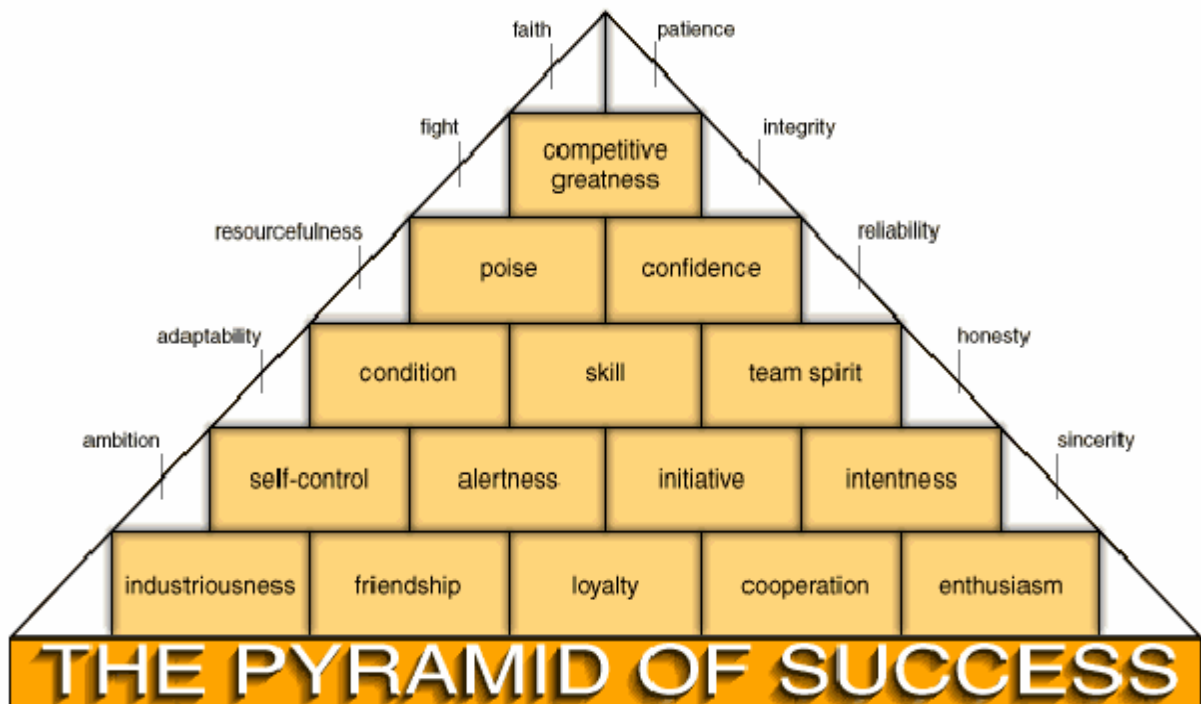 faith
patience
fight
integrity
competitive
greatness
resourcefulness
reliability
poise
confidence
adaptability
honesty
condition
skill
team spirit
ambition
sincerity
self-control
alertness
initiative
intentness
industriousness
friendship
loyalty
cooperation
enthusiasm
THE PYRAMID OF SUCCESS